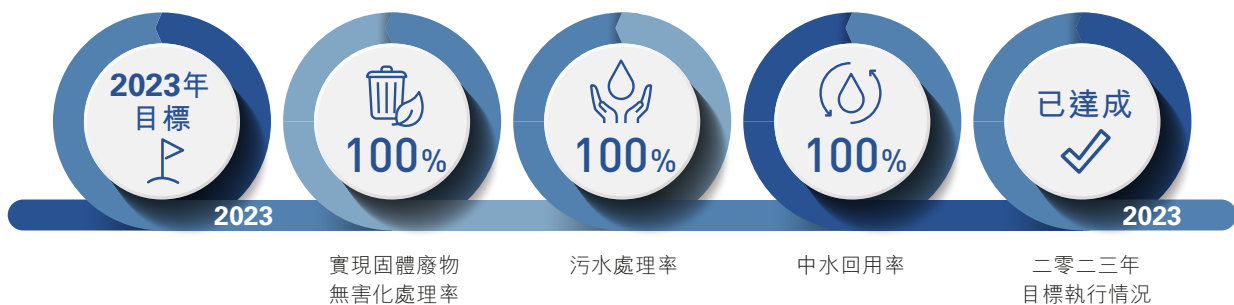 2023年
目標
100%
100%
100%
已達成
2023
2023
實現固體廢物
無害化處理率
污水處理率
中水回用率
二零二三年
目標執行情況